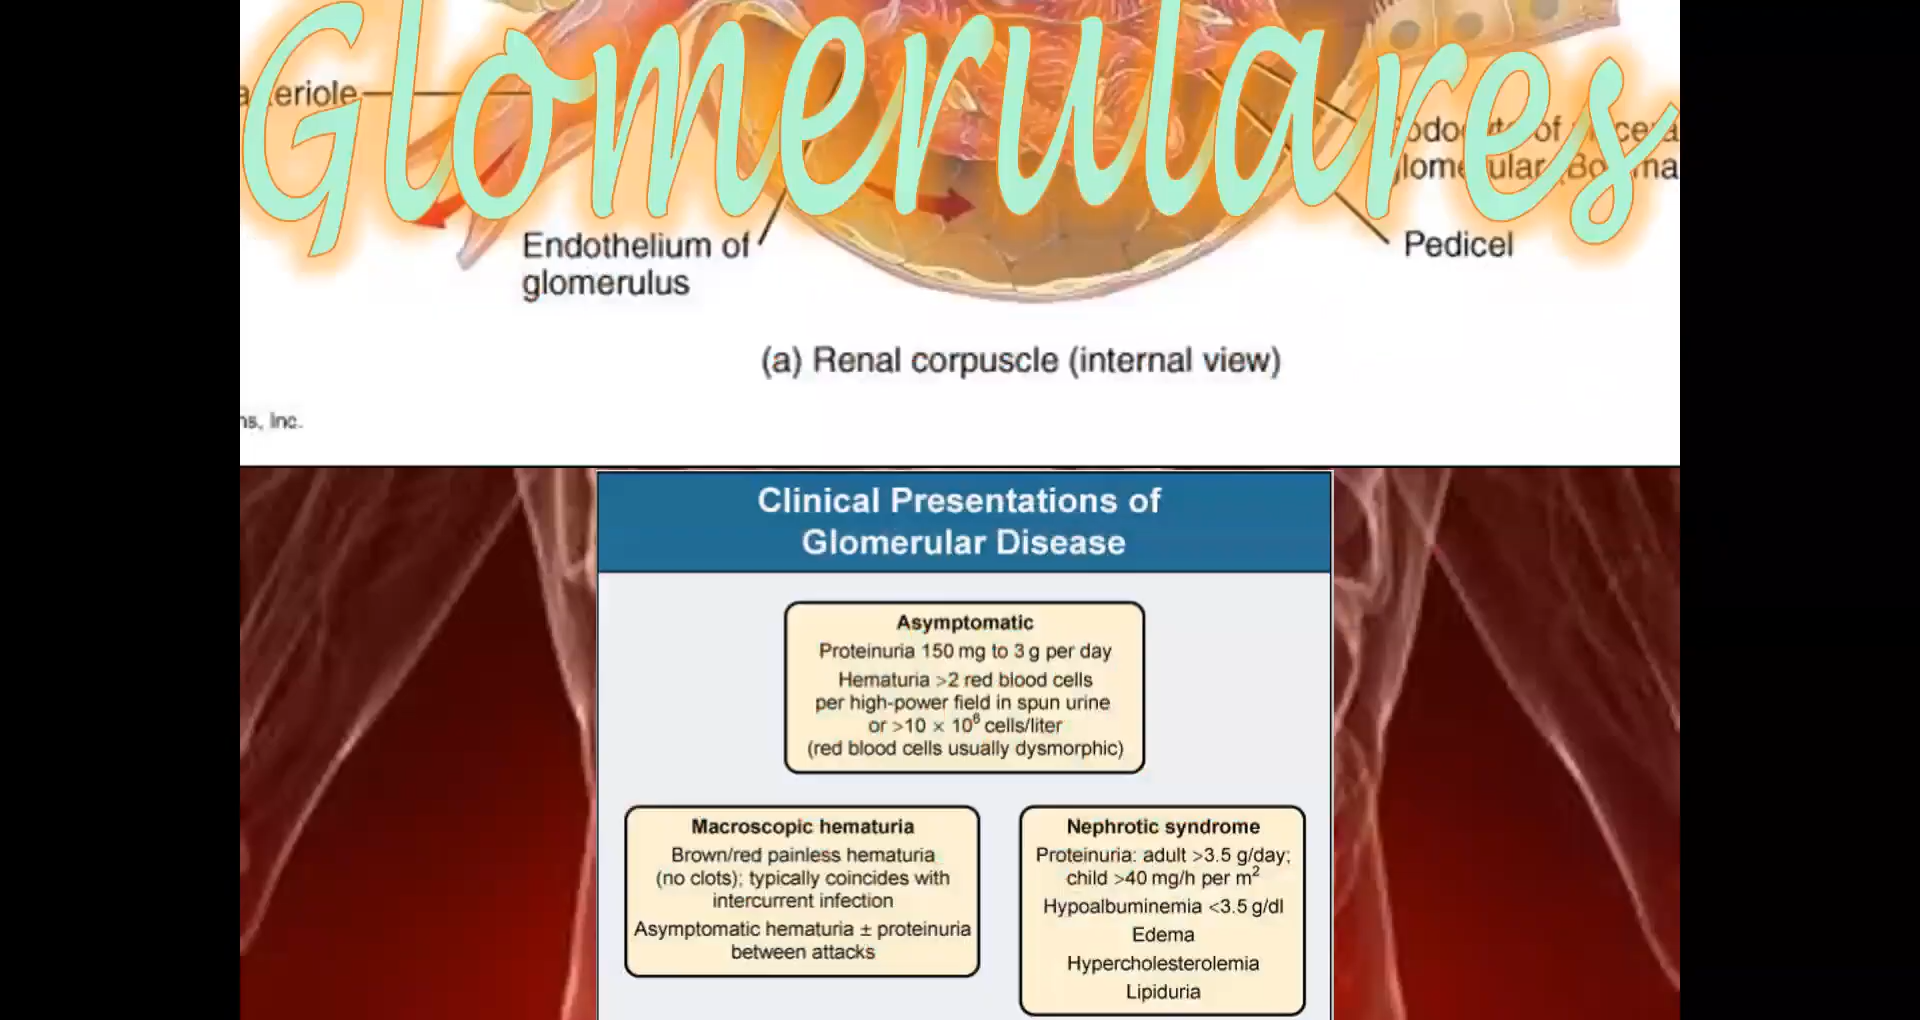 Glomerulares
Endothelium of
glomerulus
Pedicel
(a) Renal corpuscle (internal view)
Inc.
Clinical Presentations of
Glomerular Disease
Asymptomatic
Proteinuria 150 mg to 3 g per day
Hematuria >2 red blood cells
per high-power field in spun urine
or >10 × 10⁶ cells/liter
(red blood cells usually dysmorphic)
Macroscopic hematuria
Brown/red painless hematuria
(no clots); typically coincides with
intercurrent infection
Asymptomatic hematuria ± proteinuria
between attacks
Nephrotic syndrome
Proteinuria: adult >3.5 g/day;
child >40 mg/h per m²
Hypoalbuminemia <3.5 g/dl
Edema
Hypercholesterolemia
Lipiduria